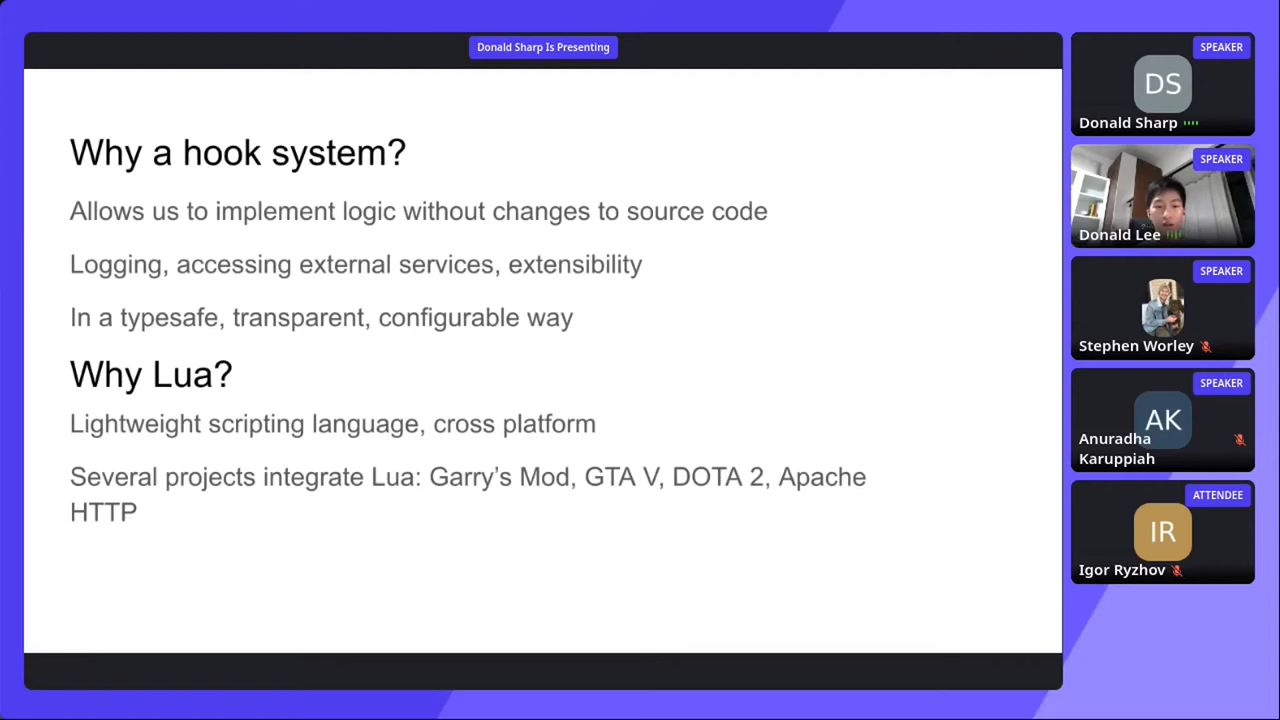 Donald Sharp Is Presenting
Why a hook system?
Allows us to implement logic without changes to source code
Logging, accessing external services, extensibility
In a typesafe, transparent, configurable way
Why Lua?
Lightweight scripting language, cross platform
Several projects integrate Lua: Garry’s Mod, GTA V, DOTA 2, Apache
HTTP
SPEAKER
DS
Donald Sharp
SPEAKER
Donald Lee
SPEAKER
Stephen Worley
SPEAKER
AK
Anuradha
Karuppiah
ATTENDEE
IR
Igor Ryzhov